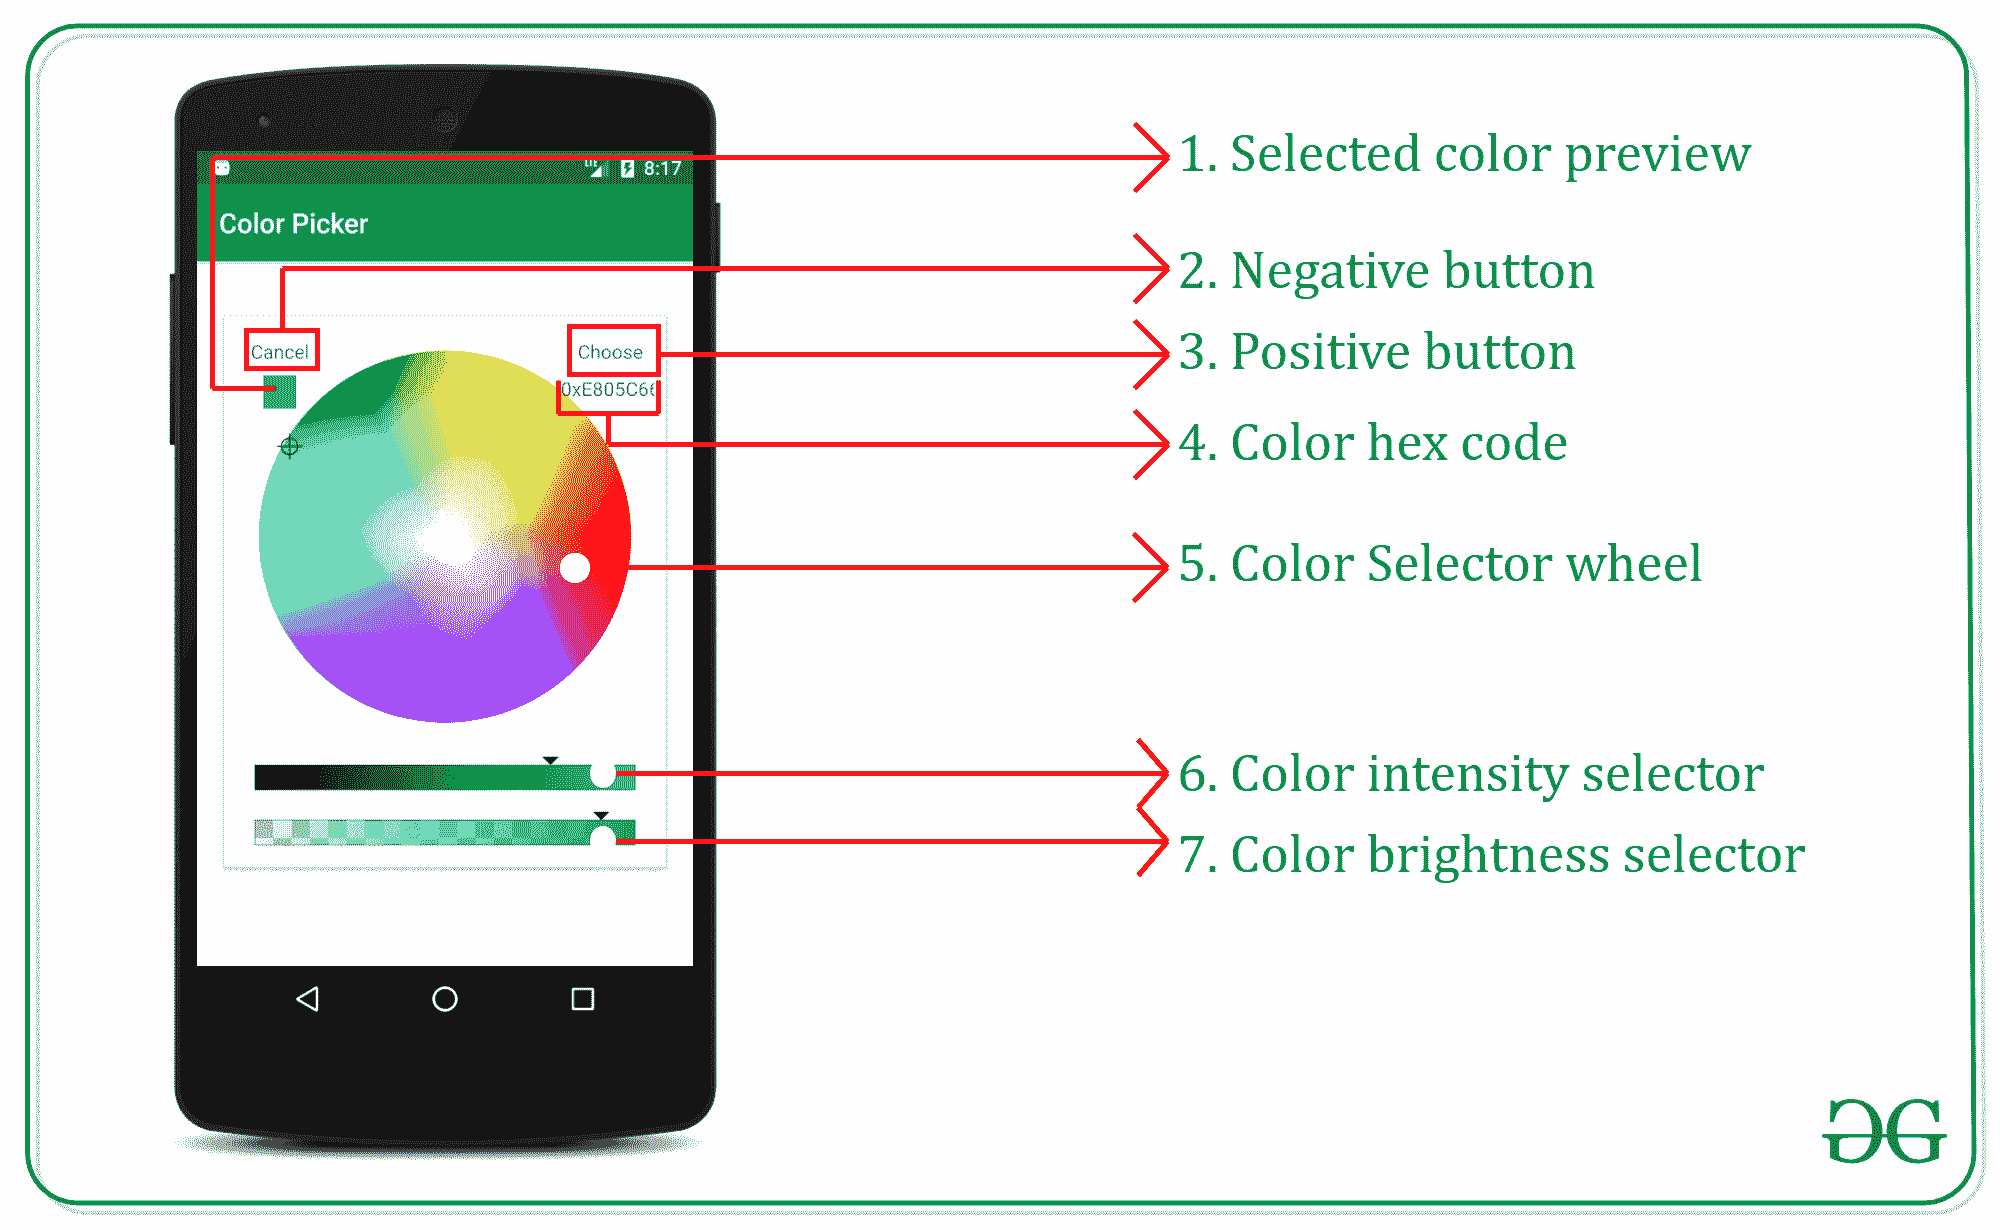 LTE 8:17
1. Selected color preview
Color Picker
2. Negative button
Cancel
Choose
3. Positive button
0xE805C66
4. Color hex code
5. Color Selector wheel
6. Color intensity selector
7. Color brightness selector